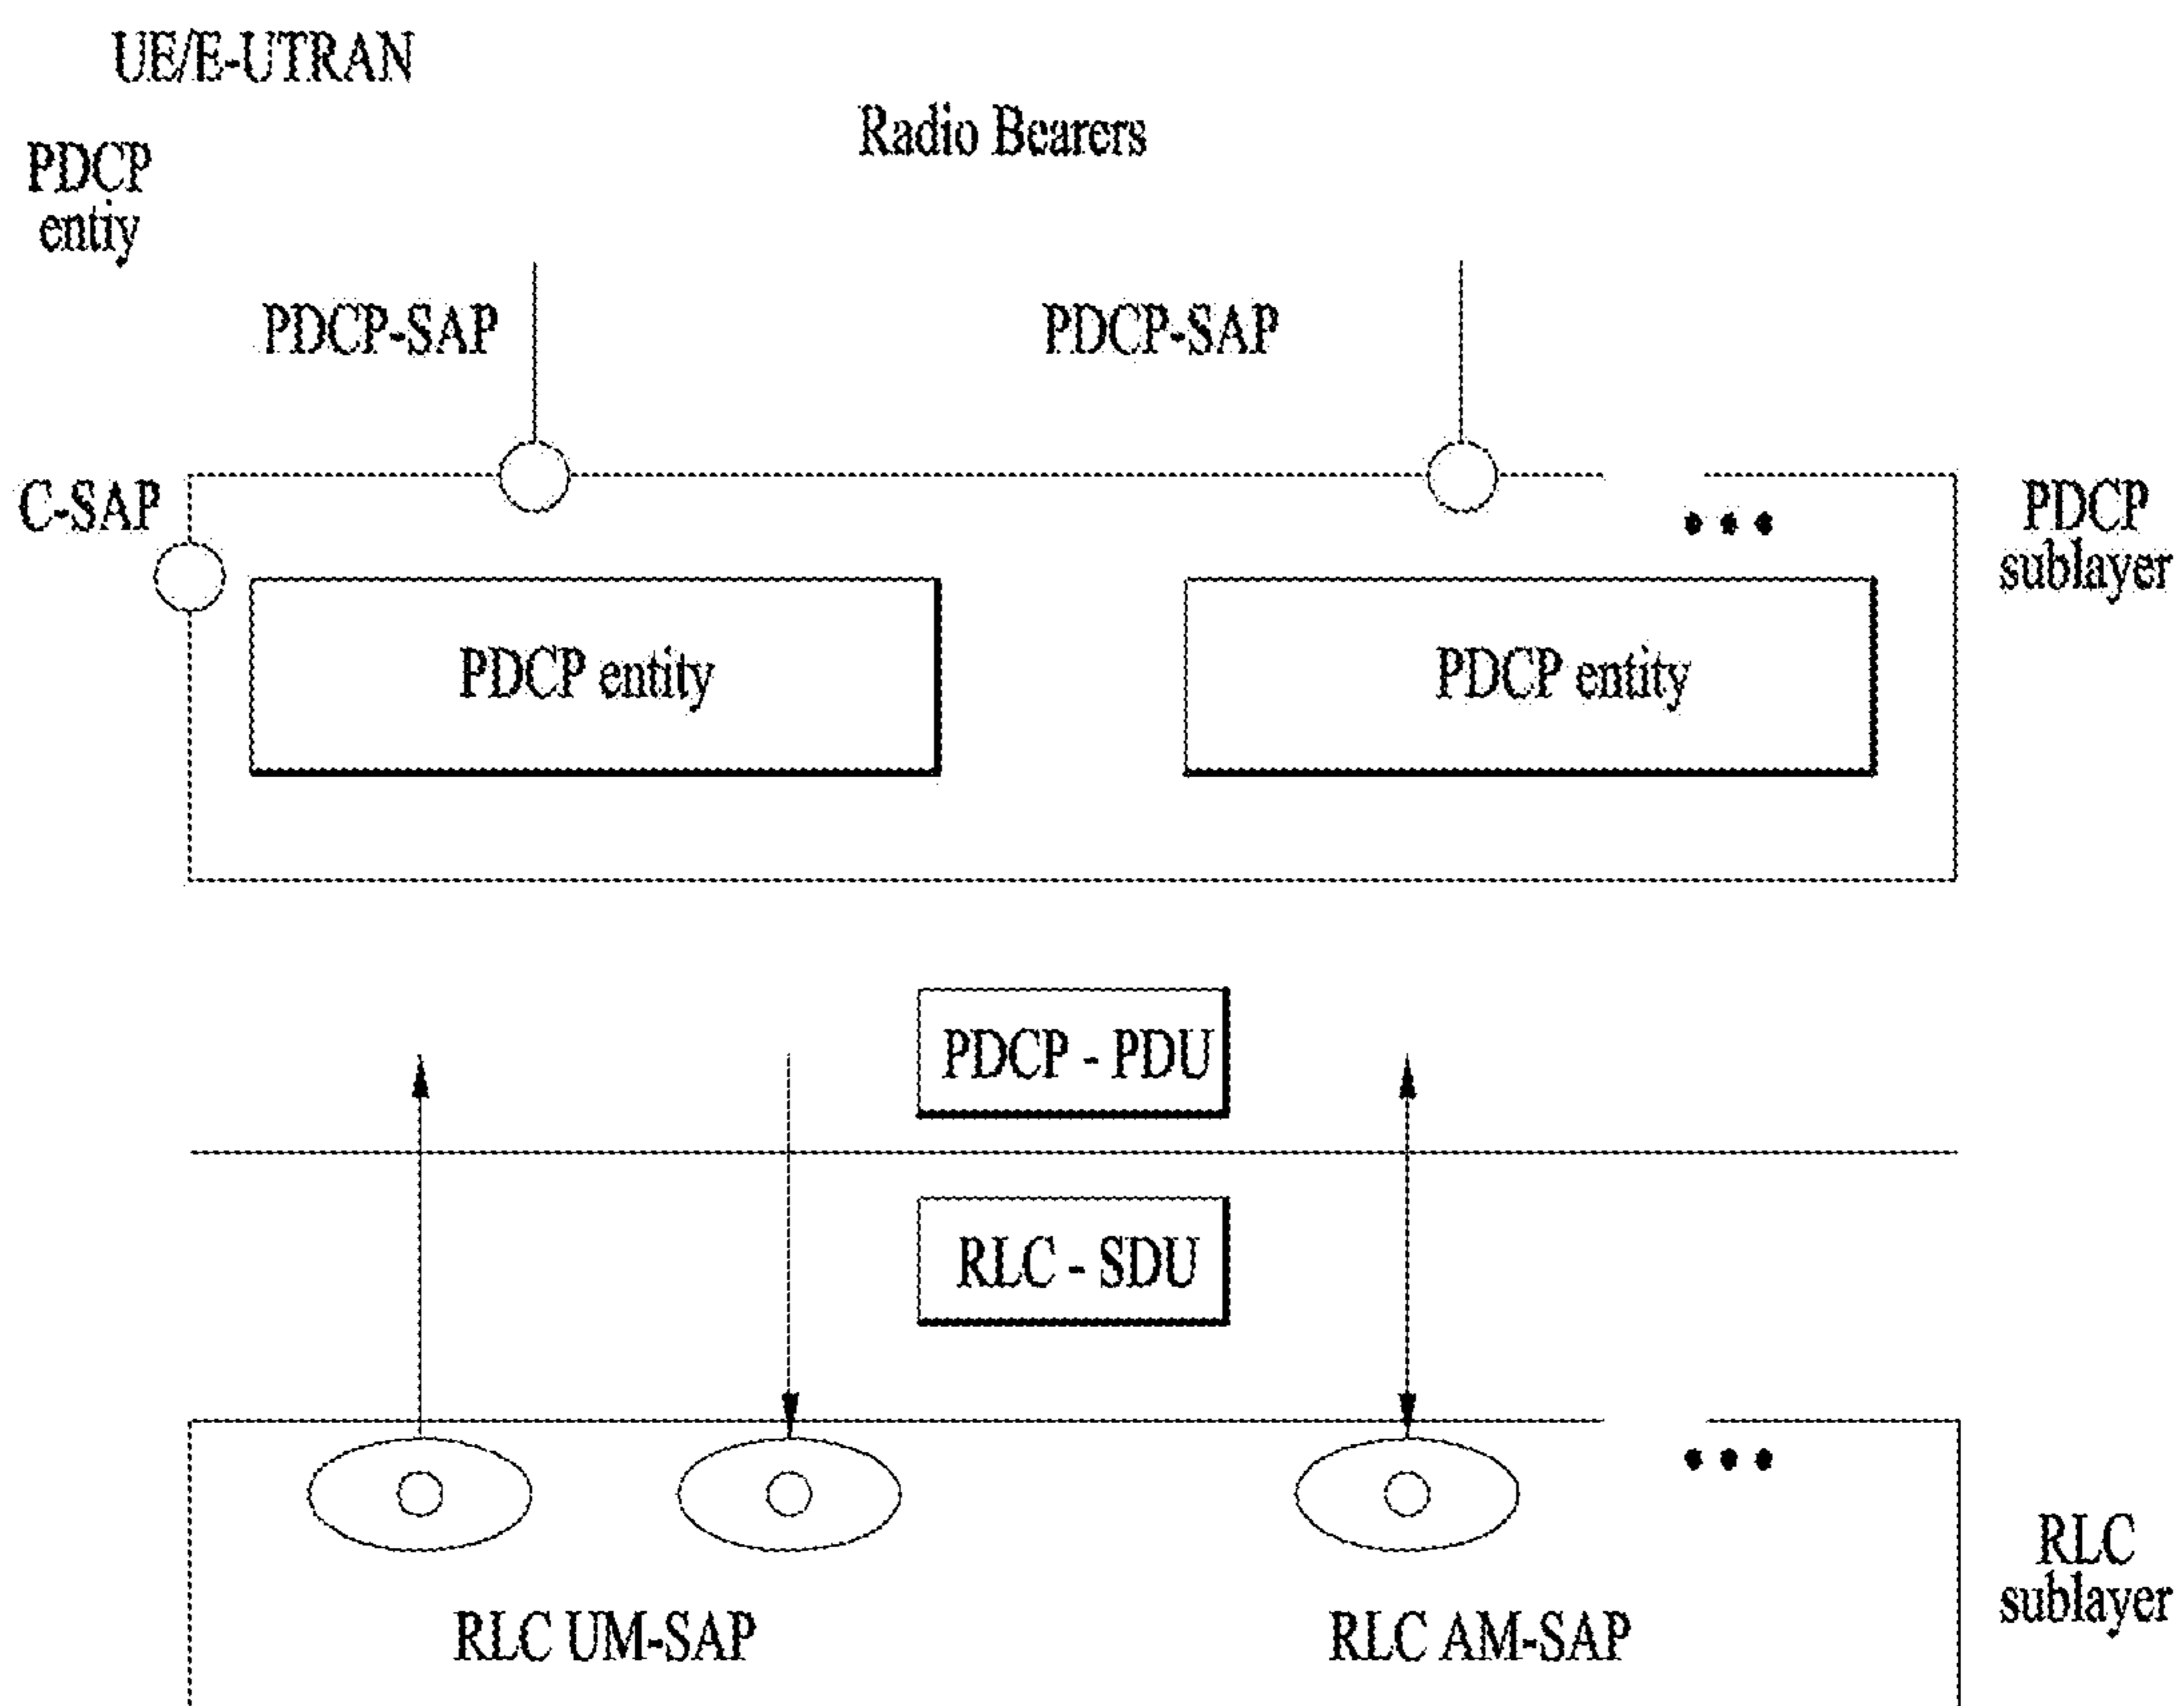 UE/E-UTRAN
Radio Bearers
PDCP
entiy
PDCP-SAP
PDCP-SAP
C-SAP
PDCP
sublayer
PDCP entity
PDCP entity
PDCP - PDU
RLC - SDU
RLC
sublayer
RLC UM-SAP
RLC AM-SAP